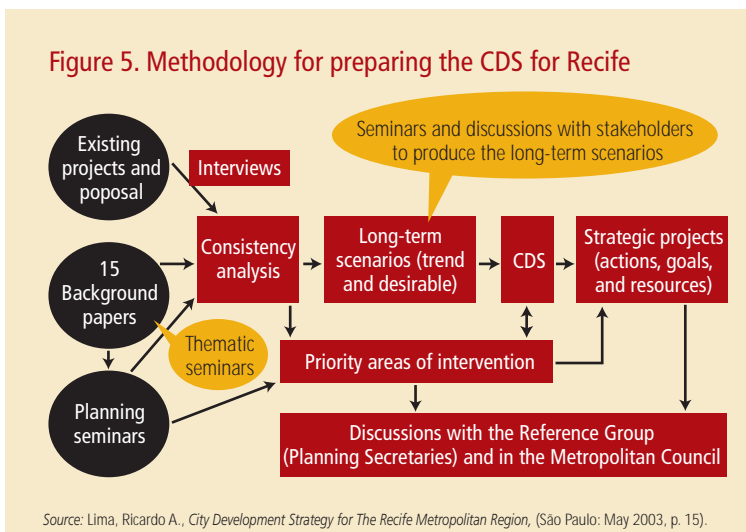 Figure 5. Methodology for preparing the CDS for Recife
Seminars and discussions with stakeholders
to produce the long-term scenarios
Existing
projects and
poposal
Interviews
15
Background
papers
Consistency
analysis
Long-term
scenarios (trend
and desirable)
CDS
Strategic projects
(actions, goals,
and resources)
Thematic
seminars
Priority areas of intervention
Planning
seminars
Discussions with the Reference Group
(Planning Secretaries) and in the Metropolitan Council
Source: Lima, Ricardo A., City Development Strategy for The Recife Metropolitan Region, (São Paulo: May 2003, p. 15).